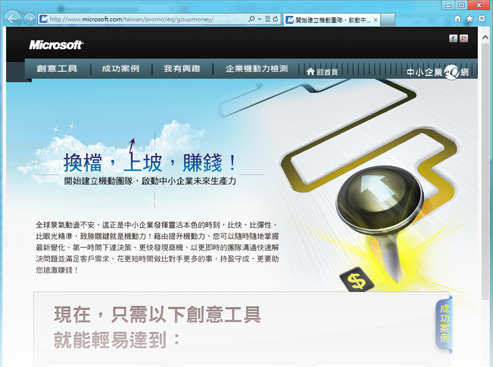 http://www.microsoft.com/taiwan/promo/eq/goupmoney/
開始建立機動團隊，啟動中...
Microsoft
創意工具
成功案例
我有興趣
企業機動力檢測
回首頁
中小企業EQ網
換檔，上坡，賺錢！
開始建立機動團隊，啟動中小企業未來生產力
全球景氣動盪不安，這正是中小企業發揮靈活本色的時刻，比快、比彈性、
比眼光精準，致勝關鍵就是機動力！藉由提升機動力，您可以隨時隨地掌握
最新變化、第一時間下達決策、更快發現商機、以更即時的團隊溝通快速解
決問題並滿足客戶需求、花更短時間做比對手更多的事，持盈守成，更要助
您搶灘賺錢！
$
現在，只需以下創意工具
就能輕易達到：
成功案例